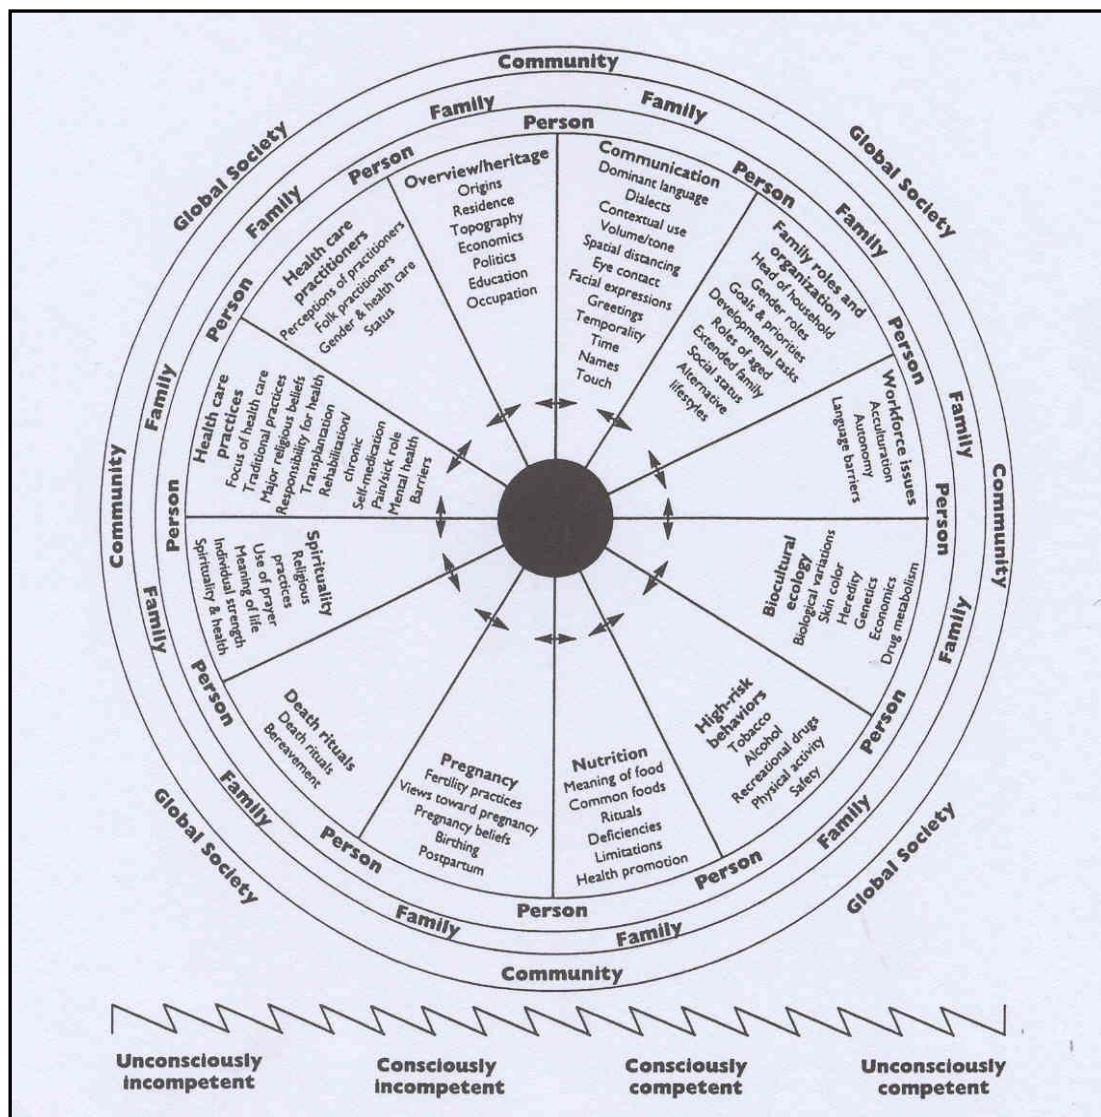 Community
Global Society
Global Society
Community
Community
Global Society
Global Society
Community
Family
Family
Family
Family
Family
Family
Family
Family
Family
Family
Family
Family
Person
Person
Person
Person
Person
Person
Person
Person
Person
Person
Person
Person
Overview/heritage
Origins
Residence
Topography
Economics
Politics
Education
Occupation
Communication
Dominant language
Dialects
Contextual use
Volume/tone
Spatial distancing
Eye contact
Facial expressions
Greetings
Temporality
Time
Names
Touch
Family roles and
organization
Head of household
Gender roles
Goals & priorities
Developmental tasks
Roles of aged
Extended family
Social status
Alternative
lifestyles
Workforce issues
Acculturation
Autonomy
Language barriers
Biocultural
ecology
Biological variations
Skin color
Heredity
Genetics
Economics
Drug metabolism
High-risk
behaviors
Tobacco
Alcohol
Recreational drugs
Physical activity
Safety
Nutrition
Meaning of food
Common foods
Rituals
Deficiencies
Limitations
Health promotion
Pregnancy
Fertility practices
Views toward pregnancy
Pregnancy beliefs
Birthing
Postpartum
Death rituals
Death rituals
Bereavement
Spirituality
Religious
practices
Use of prayer
Meaning of life
Individual strength
Spirituality & health
Health care
practices
Focus of health care
Traditional practices
Major religious beliefs
Responsibility for health
Transplantation
Rehabilitation/
chronic
Self-medication
Pain/sick role
Mental health
Barriers
Health care
practitioners
Perceptions of practitioners
Folk practitioners
Gender & health care
Status
Unconsciously
incompetent
Consciously
incompetent
Consciously
competent
Unconsciously
competent